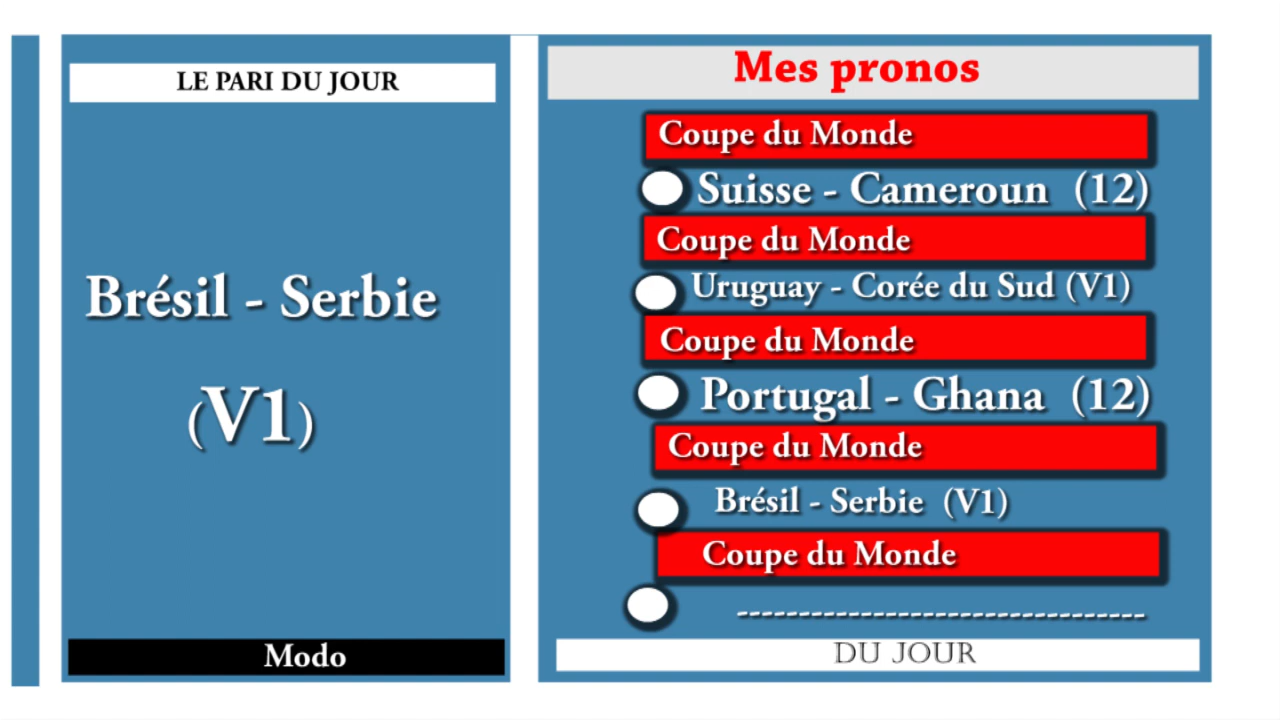 LE PARI DU JOUR
Brésil - Serbie
(V1)
Modo
Mes pronos
Coupe du Monde
Suisse - Cameroun (12)
Coupe du Monde
Uruguay - Corée du Sud (V1)
Coupe du Monde
Portugal - Ghana (12)
Coupe du Monde
Brésil - Serbie (V1)
Coupe du Monde
---------------------------------
DU JOUR